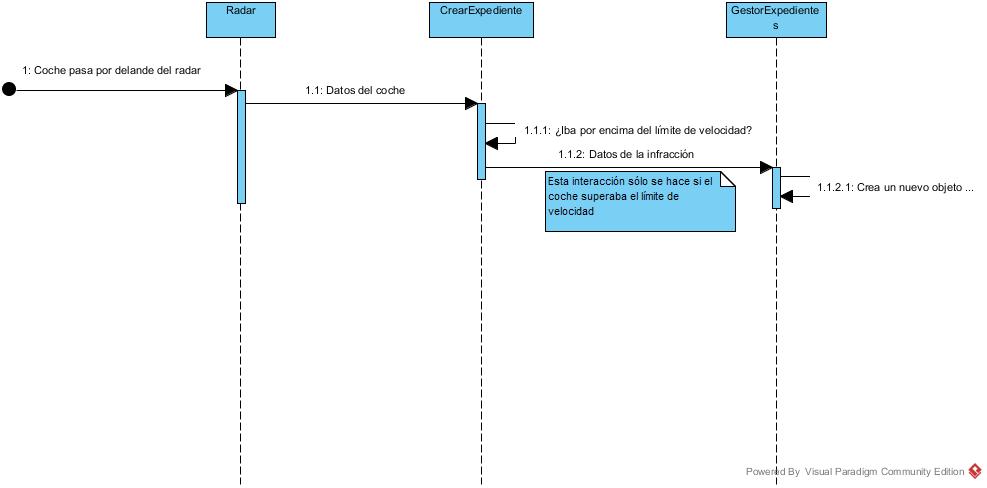 Radar
CrearExpediente
GestorExpediente
s
1: Coche pasa por delande del radar
1.1: Datos del coche
1.1.1: ¿Iba por encima del límite de velocidad?
1.1.2: Datos de la infracción
Esta interacción sólo se hace si el
coche superaba el límite de
velocidad
1.1.2.1: Crea un nuevo objeto ...
Powered By Visual Paradigm Community Edition